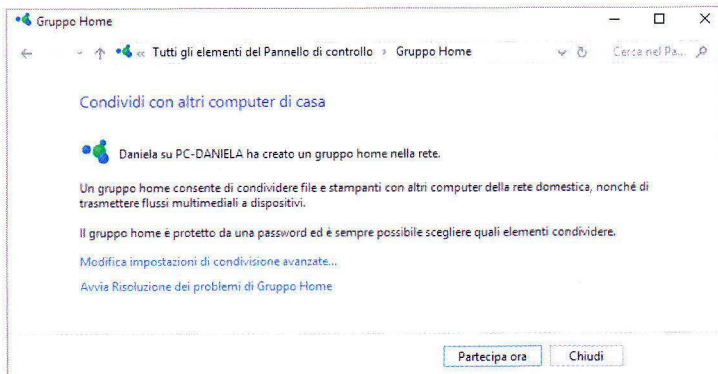 Gruppo Home
« Tutti gli elementi del Pannello di controllo › Gruppo Home
Cerca nel Pa...
Condividi con altri computer di casa
Daniela su PC-DANIELA ha creato un gruppo home nella rete.
Un gruppo home consente di condividere file e stampanti con altri computer della rete domestica, nonché di
trasmettere flussi multimediali a dispositivi.
Il gruppo home è protetto da una password ed è sempre possibile scegliere quali elementi condividere.
Modifica impostazioni di condivisione avanzate...
Avvia Risoluzione dei problemi di Gruppo Home
Partecipa ora
Chiudi